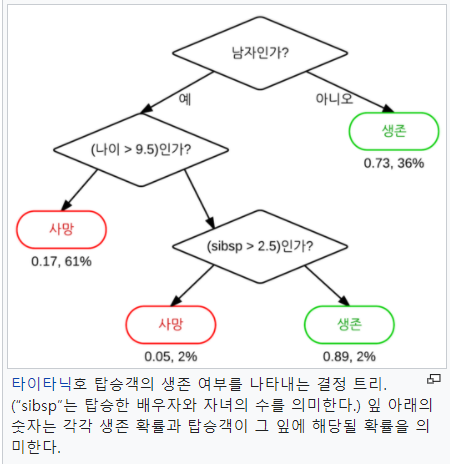 남자인가?
예
아니오
생존
0.73, 36%
(나이 > 9.5)인가?
사망
0.17, 61%
(sibsp > 2.5)인가?
사망
0.05, 2%
생존
0.89, 2%
타이타닉호 탑승객의 생존 여부를 나타내는 결정 트리.
("sibsp"는 탑승한 배우자와 자녀의 수를 의미한다.) 잎 아래의
숫자는 각각 생존 확률과 탑승객이 그 잎에 해당될 확률을 의
미한다.